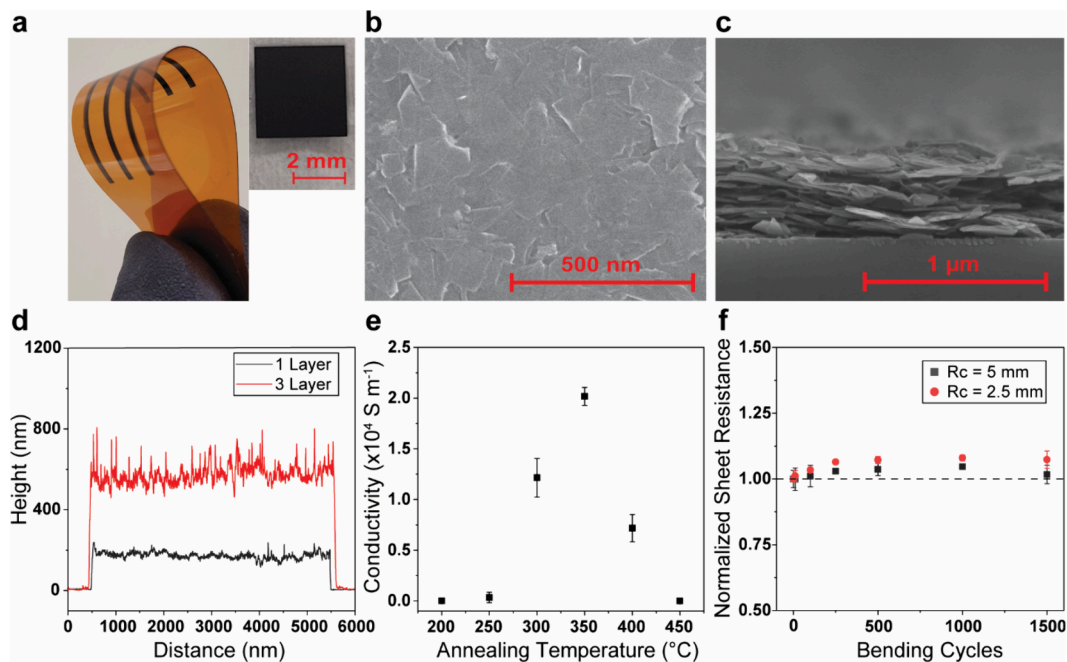 a
2 mm
b
500 nm
c
1 µm
d
1200
800
400
0
Height (nm)
1 Layer
3 Layer
0 1000 2000 3000 4000 5000 6000
Distance (nm)
e
2.5
2.0
1.5
1.0
0.5
0.0
Conductivity (x10⁴ S m⁻¹)
200 250 300 350 400 450
Annealing Temperature (°C)
f
1.50
1.25
1.00
0.75
0.50
Normalized Sheet Resistance
Rc = 5 mm
Rc = 2.5 mm
0 500 1000 1500
Bending Cycles